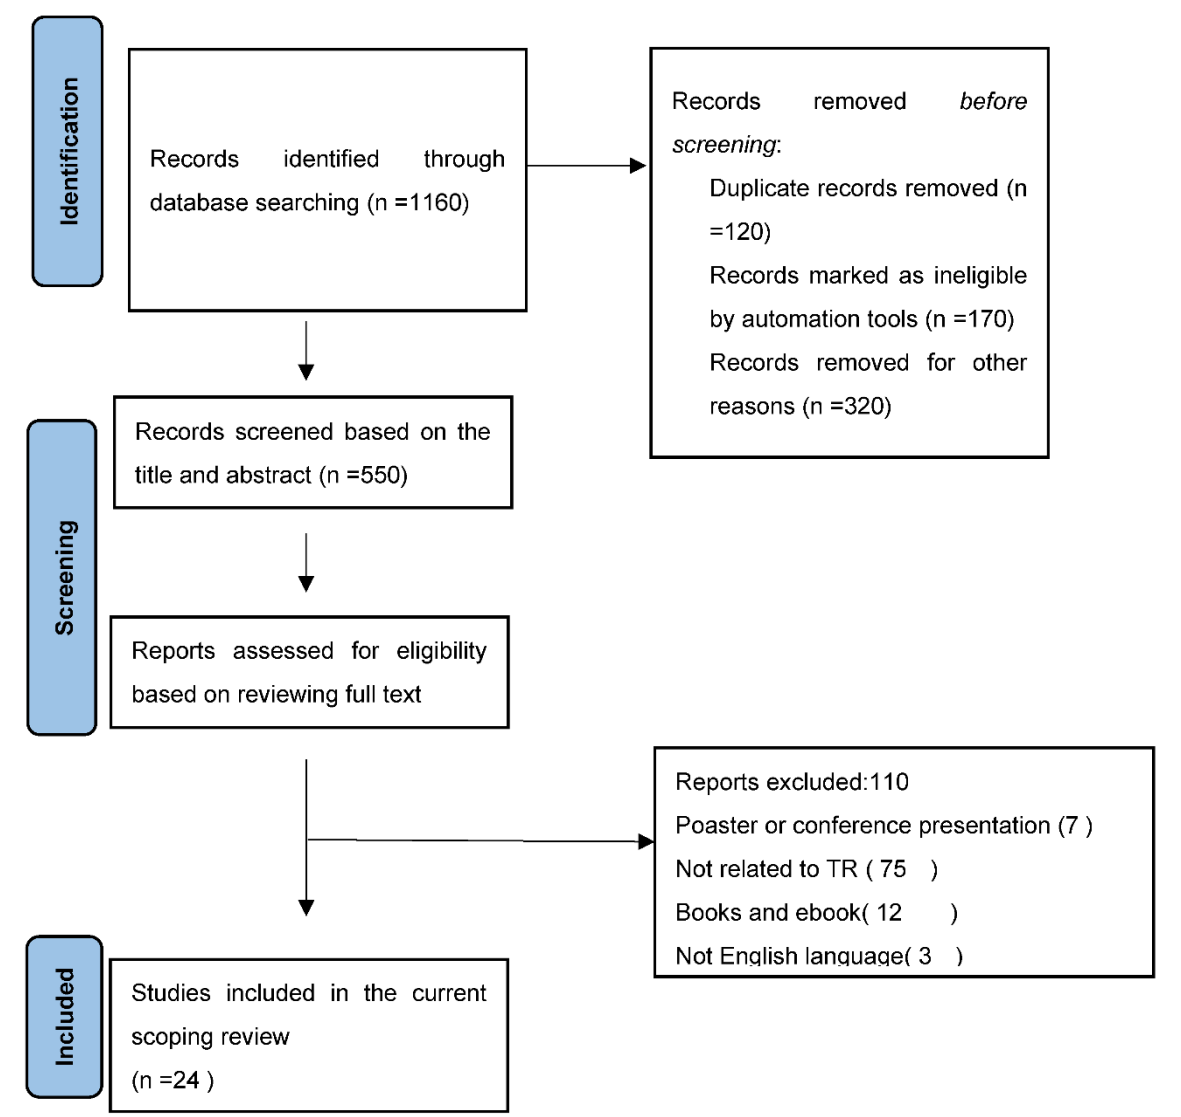 Identification
Records identified through
database searching (n =1160)
Records removed before
screening:
Duplicate records removed (n
=120)
Records marked as ineligible
by automation tools (n =170)
Records removed for other
reasons (n =320)
Screening
Records screened based on the
title and abstract (n =550)
Reports assessed for eligibility
based on reviewing full text
Reports excluded:110
Poaster or conference presentation (7 )
Not related to TR ( 75 )
Books and ebook( 12 )
Not English language( 3 )
Included
Studies included in the current
scoping review
(n =24 )